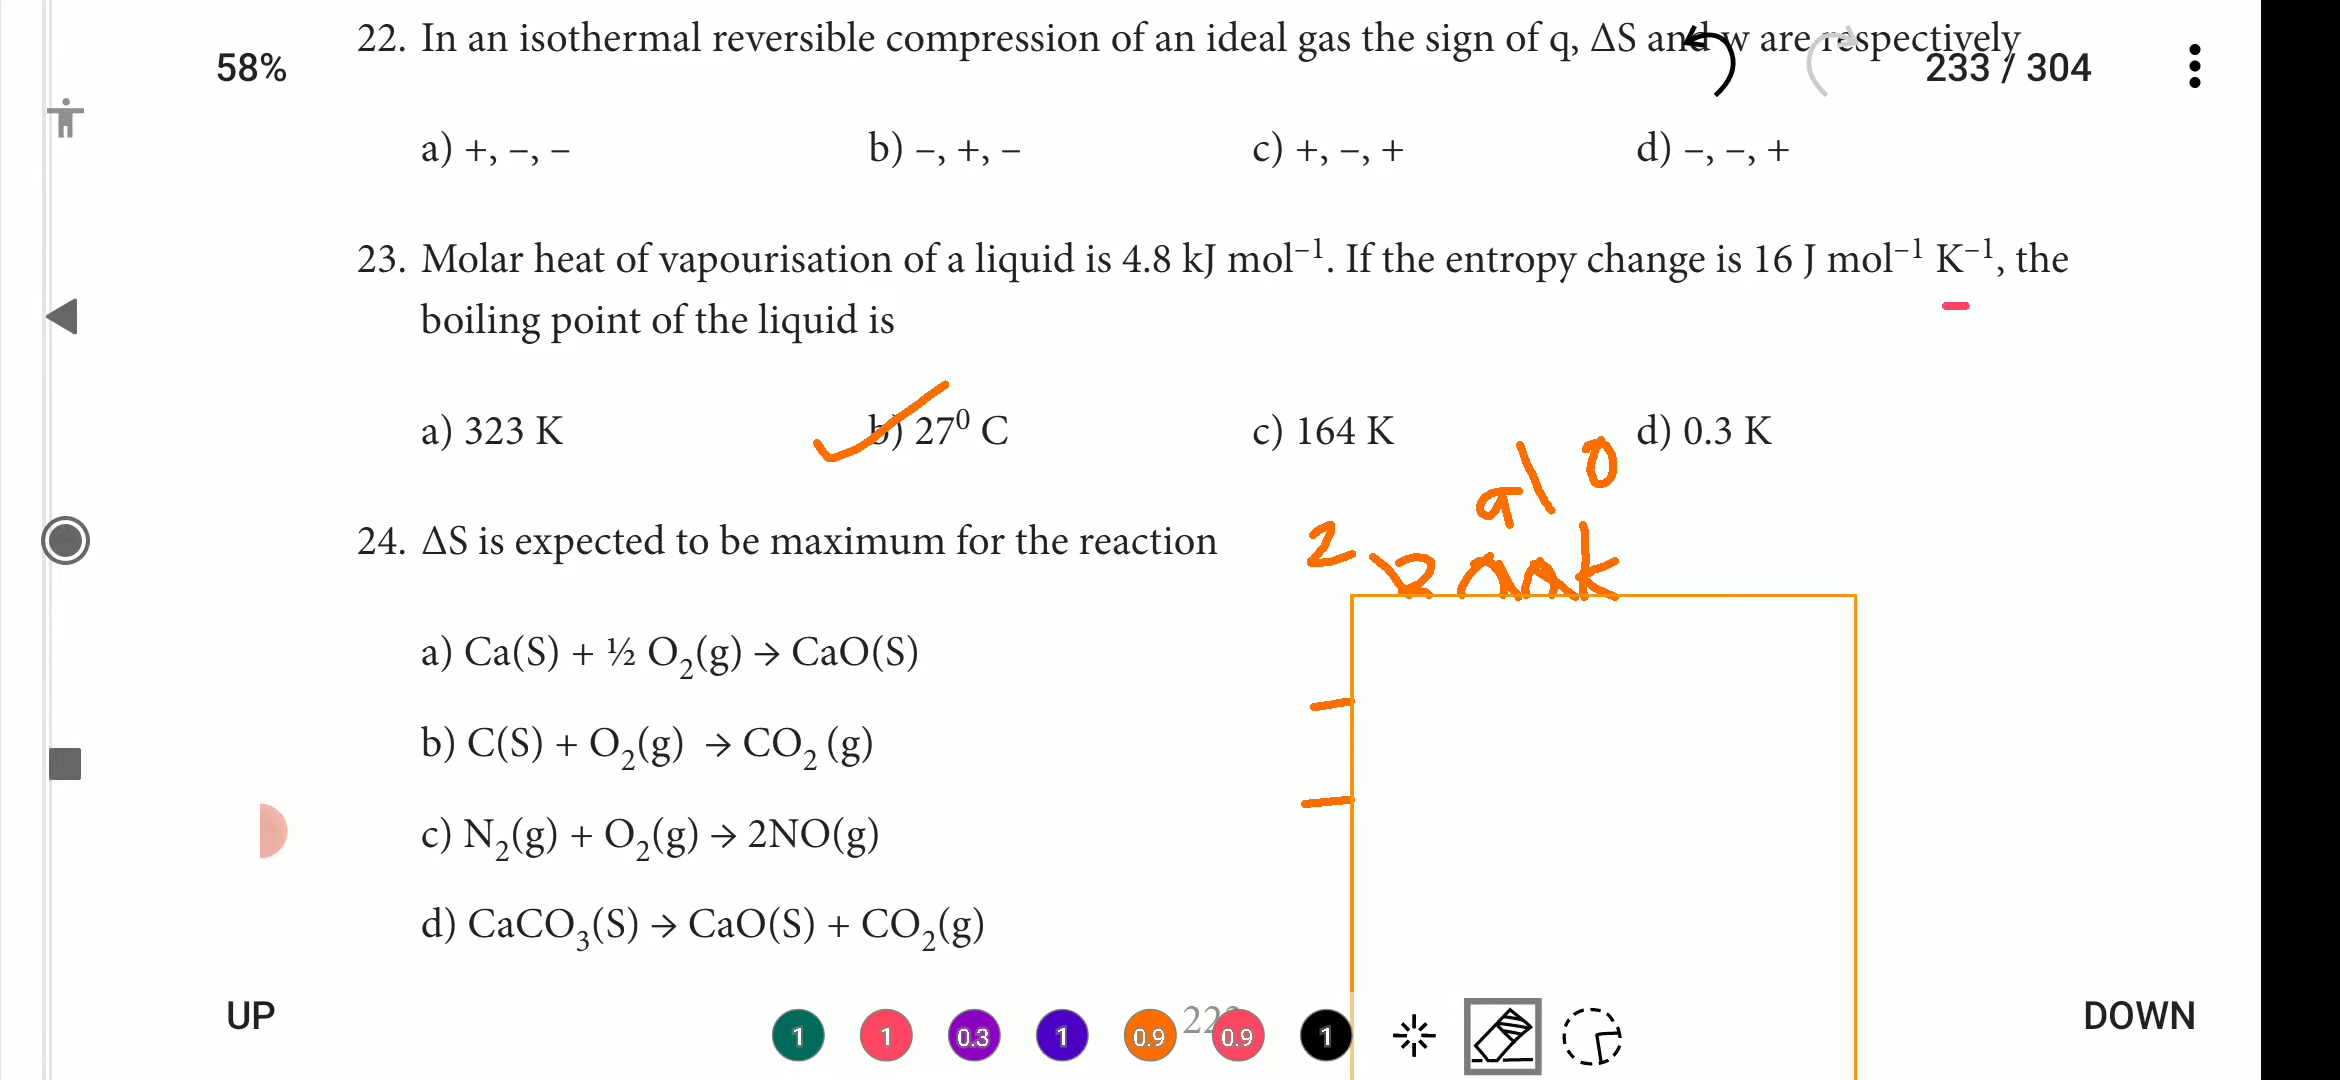 22. In an isothermal reversible compression of an ideal gas the sign of q, ΔS and w are respectively
58%
233 / 304
a) +, –, –
b) –, +, –
c) +, –, +
d) –, –, +
23. Molar heat of vapourisation of a liquid is 4.8 kJ mol⁻¹. If the entropy change is 16 J mol⁻¹ K⁻¹, the
boiling point of the liquid is
a) 323 K
b) 27⁰ C
c) 164 K
d) 0.3 K
24. ΔS is expected to be maximum for the reaction
2
a) Ca(S) + ½ O₂(g) → CaO(S)
b) C(S) + O₂(g) → CO₂ (g)
c) N₂(g) + O₂(g) → 2NO(g)
d) CaCO₃(S) → CaO(S) + CO₂(g)
UP
DOWN
1
1
0.3
1
0.9
0.9
1